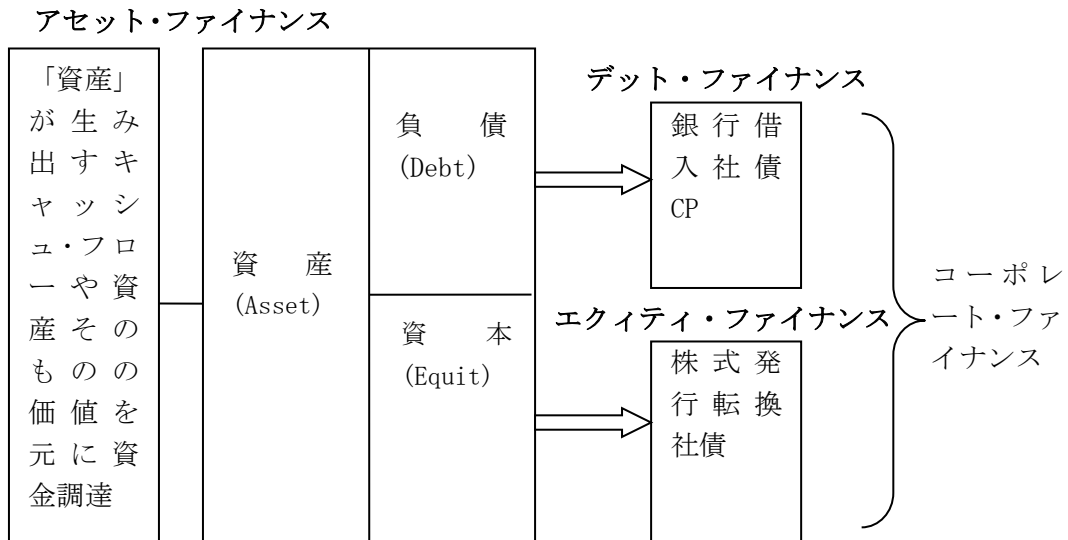 アセット・ファイナンス
「資産」
が生み
出すキ
ャッシ
ュ・フロ
ーや資
産その
ものの
価値を
元に資
金調達
資産
(Asset)
負債
(Debt)
資本
(Equit)
デット・ファイナンス
銀行借
入社債
CP
エクィティ・ファイナンス
株式発
行転換
社債
コーポレ
ート・ファ
イナンス